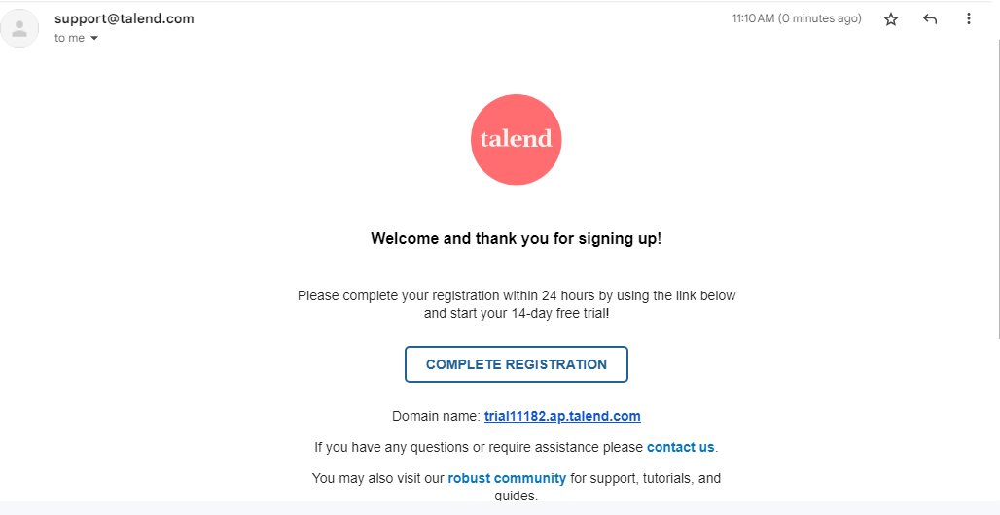 support@talend.com
11:10 AM (0 minutes ago)
to me
talend
Welcome and thank you for signing up!
Please complete your registration within 24 hours by using the link below
and start your 14-day free trial!
COMPLETE REGISTRATION
Domain name: trial11182.ap.talend.com
If you have any questions or require assistance please contact us.
You may also visit our robust community for support, tutorials, and
guides.